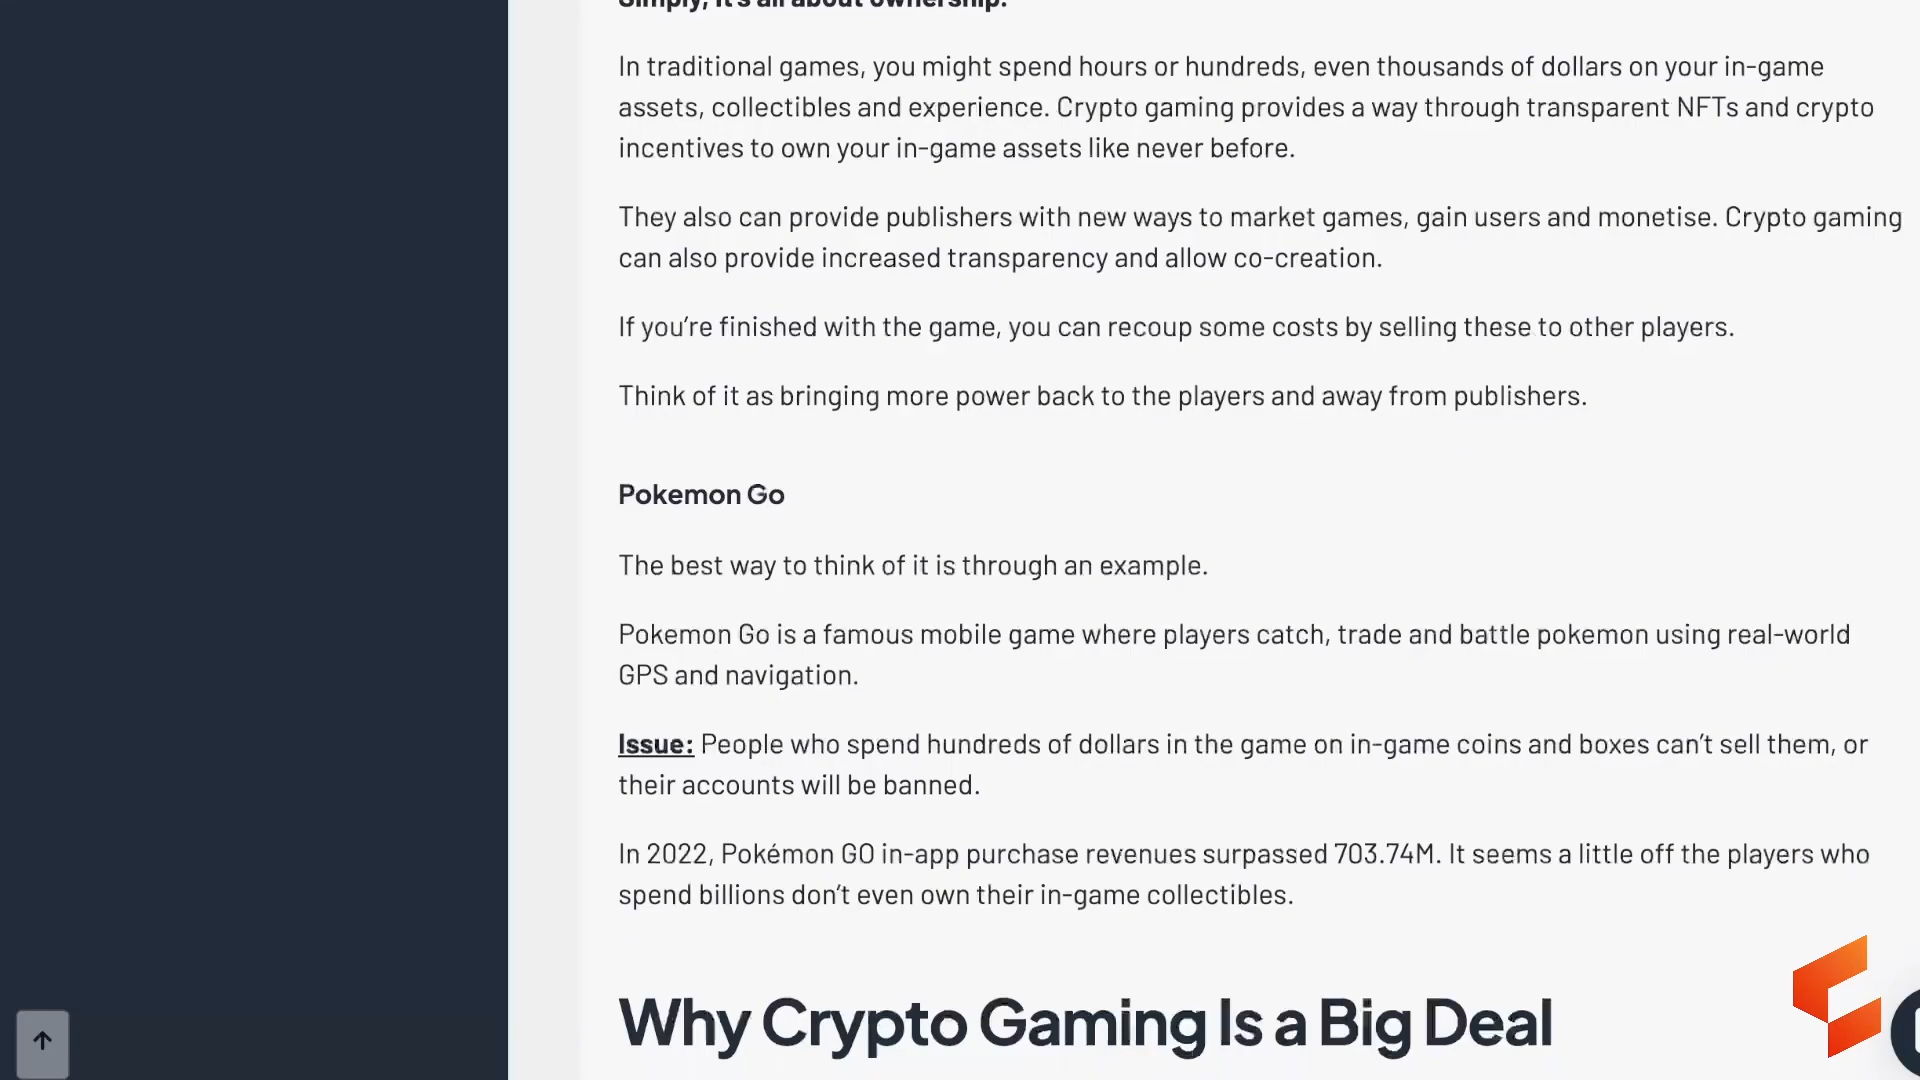 Simply, it's all about ownership.
In traditional games, you might spend hours or hundreds, even thousands of dollars on your in-game
assets, collectibles and experience. Crypto gaming provides a way through transparent NFTs and crypto
incentives to own your in-game assets like never before.
They also can provide publishers with new ways to market games, gain users and monetise. Crypto gaming
can also provide increased transparency and allow co-creation.
If you’re finished with the game, you can recoup some costs by selling these to other players.
Think of it as bringing more power back to the players and away from publishers.
Pokemon Go
The best way to think of it is through an example.
Pokemon Go is a famous mobile game where players catch, trade and battle pokemon using real-world
GPS and navigation.
Issue: People who spend hundreds of dollars in the game on in-game coins and boxes can’t sell them, or
their accounts will be banned.
In 2022, Pokémon GO in-app purchase revenues surpassed 703.74M. It seems a little off the players who
spend billions don’t even own their in-game collectibles.
Why Crypto Gaming Is a Big Deal